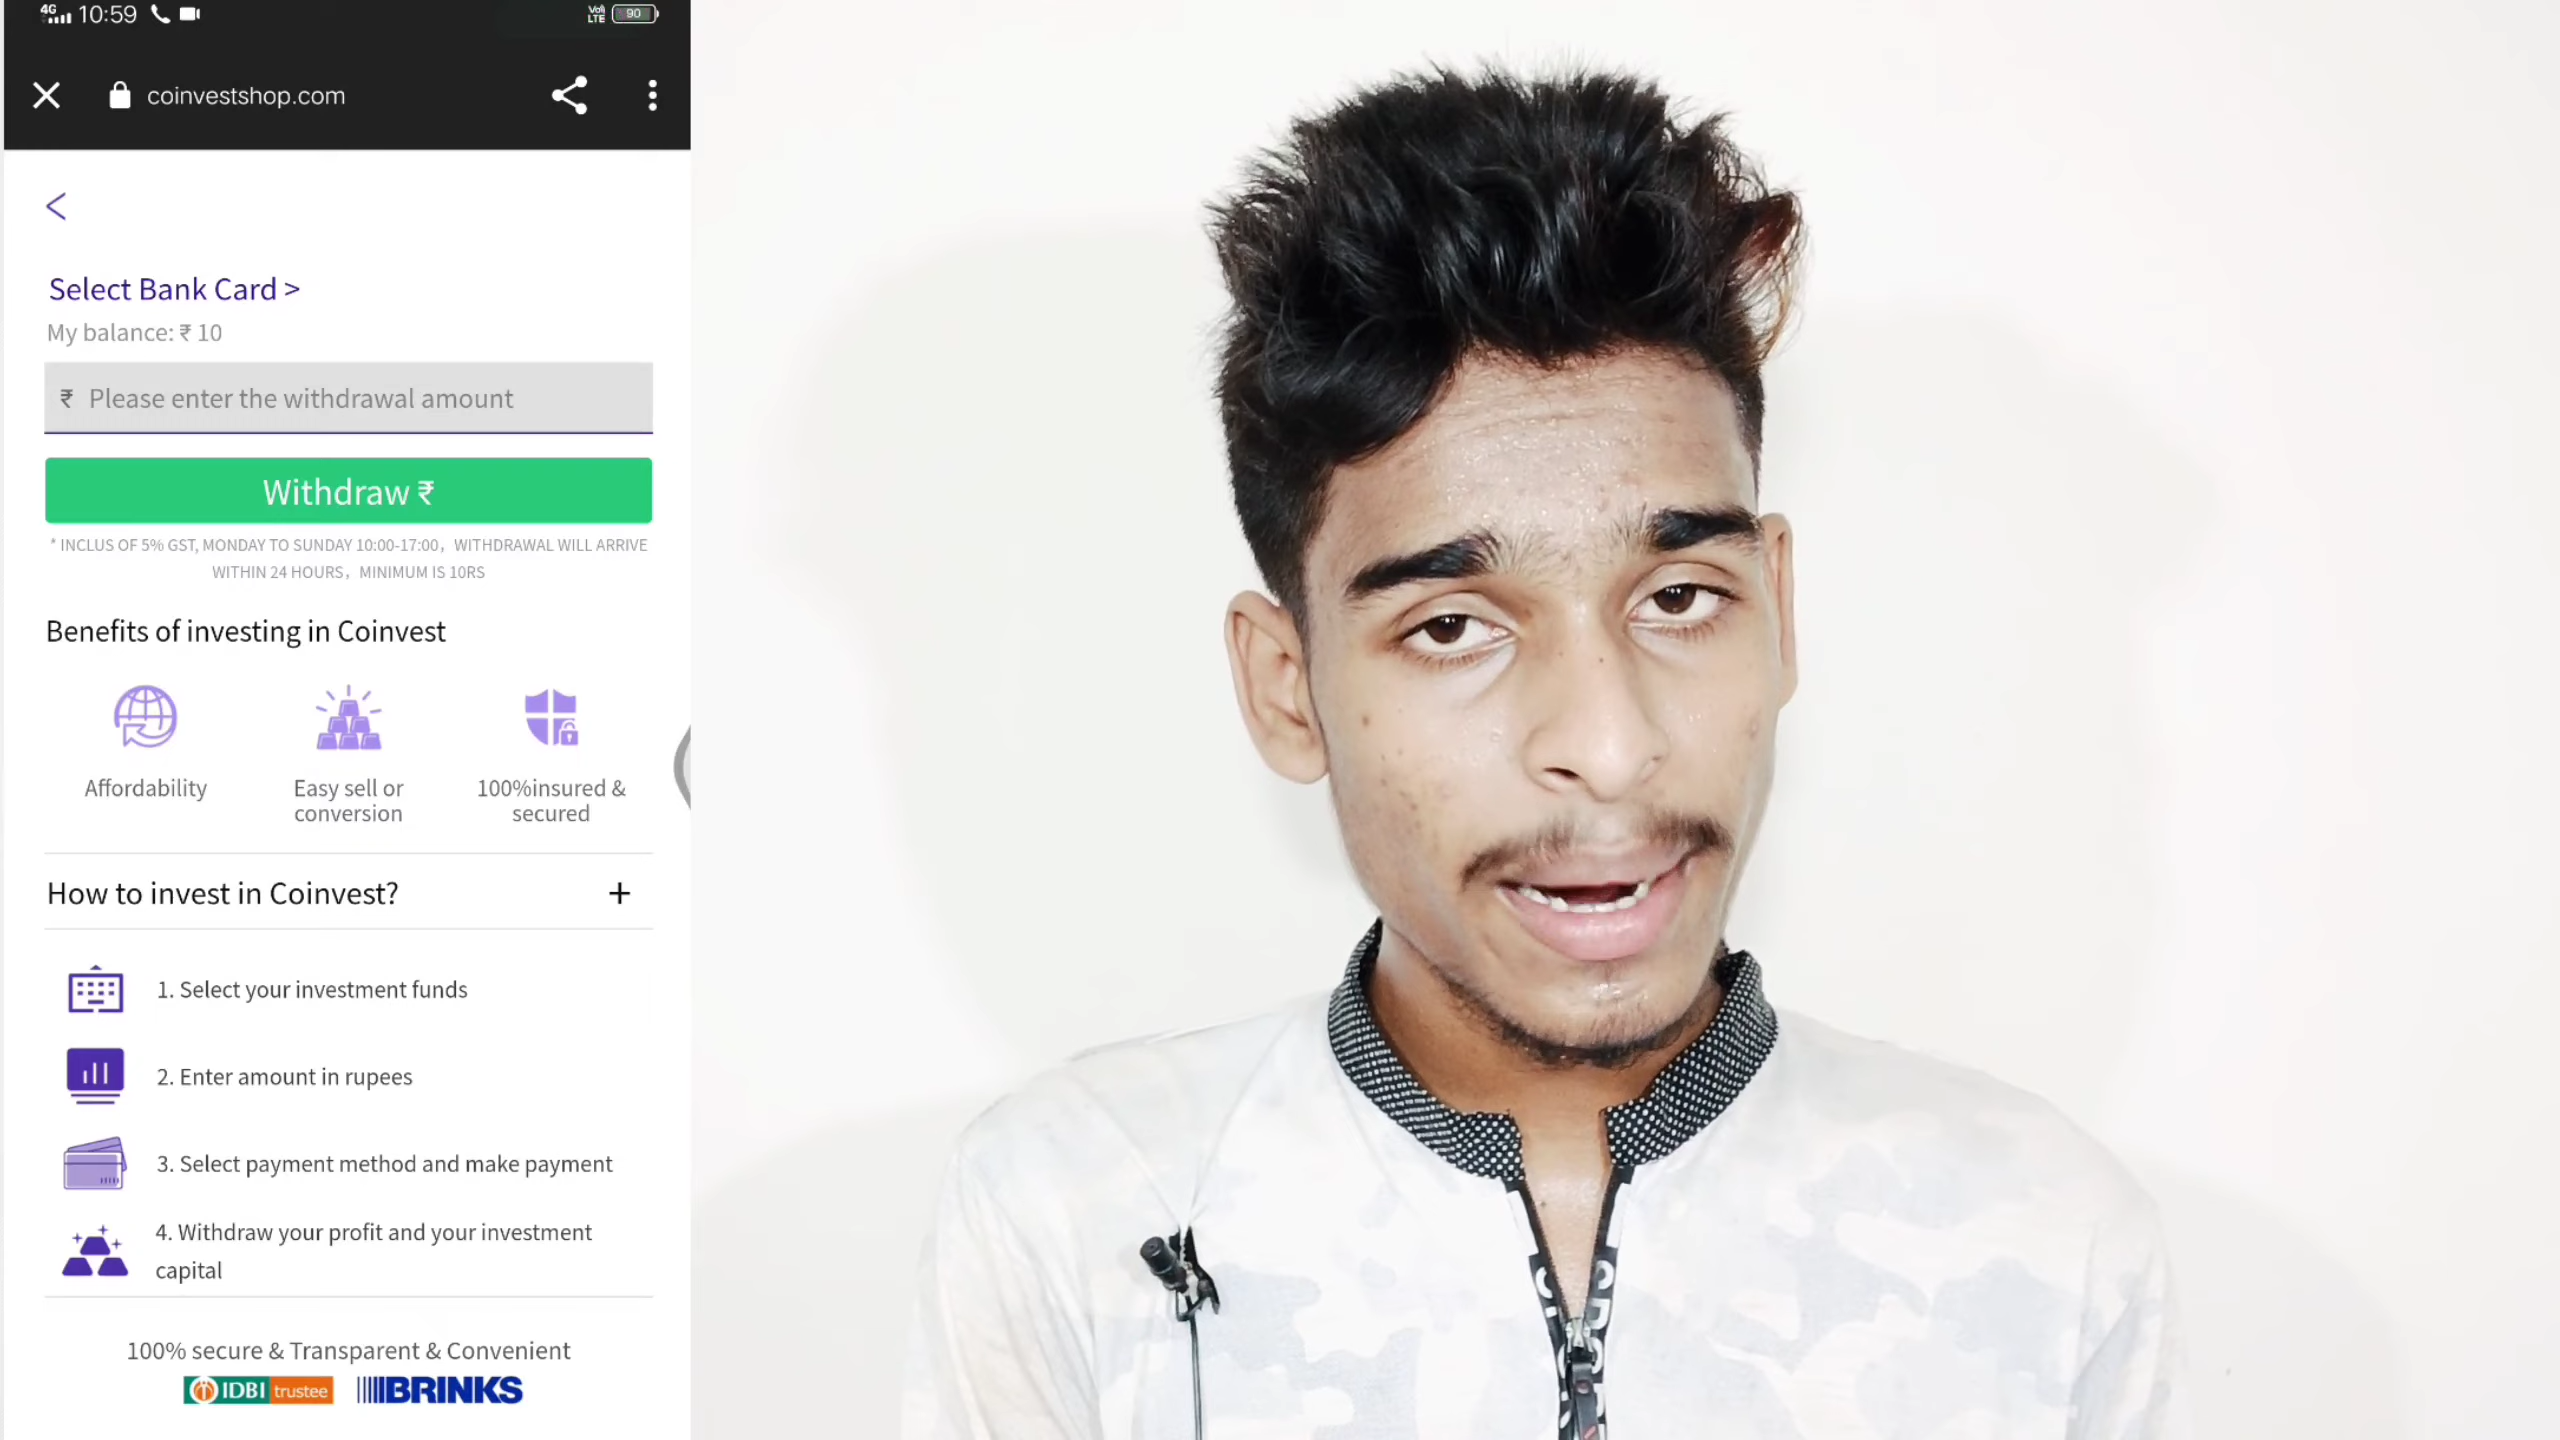 4G 10:59 Vol LTE 90
coinvestshop.com
<
Select Bank Card >
My balance: ₹ 10
₹ Please enter the withdrawal amount
Withdraw ₹
* INCLUS OF 5% GST, MONDAY TO SUNDAY 10:00-17:00, WITHDRAWAL WILL ARRIVE
WITHIN 24 HOURS, MINIMUM IS 10RS
Benefits of investing in Coinvest
Affordability
Easy sell or
conversion
100%insured &
secured
How to invest in Coinvest? +
1. Select your investment funds
2. Enter amount in rupees
3. Select payment method and make payment
4. Withdraw your profit and your investment
capital
100% secure & Transparent & Convenient
IDBI trustee BRINKS